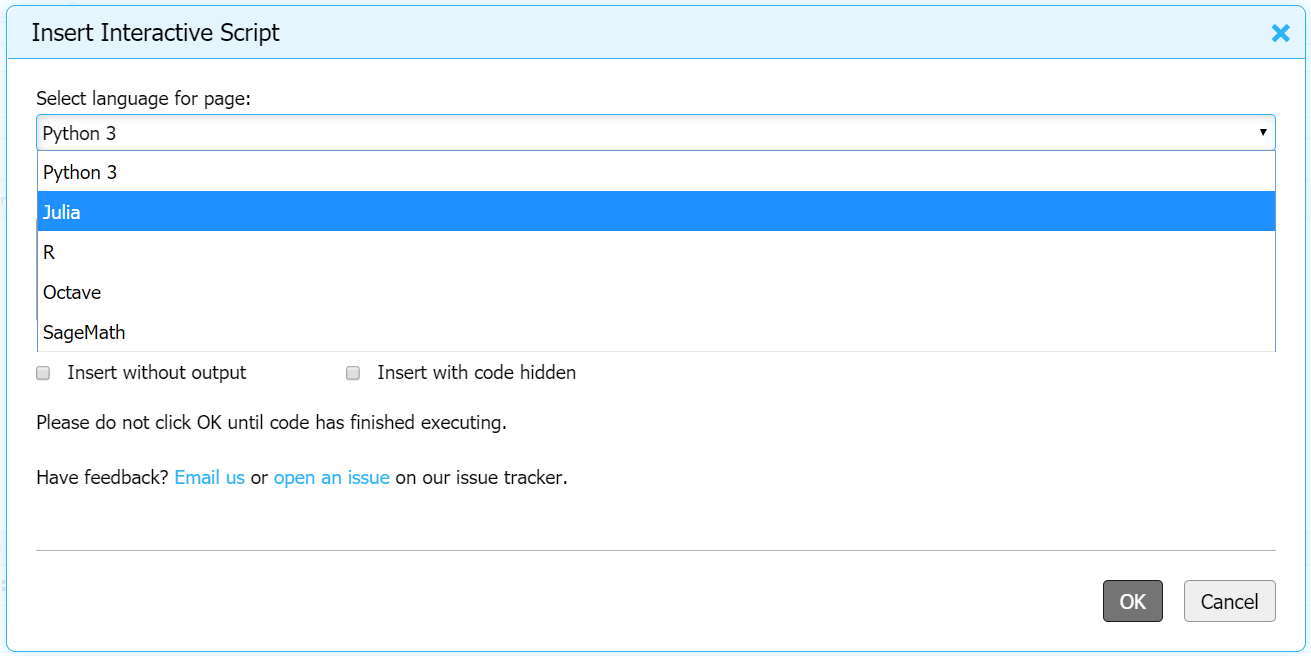 Insert Interactive Script
Select language for page:
Python 3
Python 3
Julia
R
Octave
SageMath
Insert without output Insert with code hidden
Please do not click OK until code has finished executing.
Have feedback? Email us or open an issue on our issue tracker.
OK Cancel